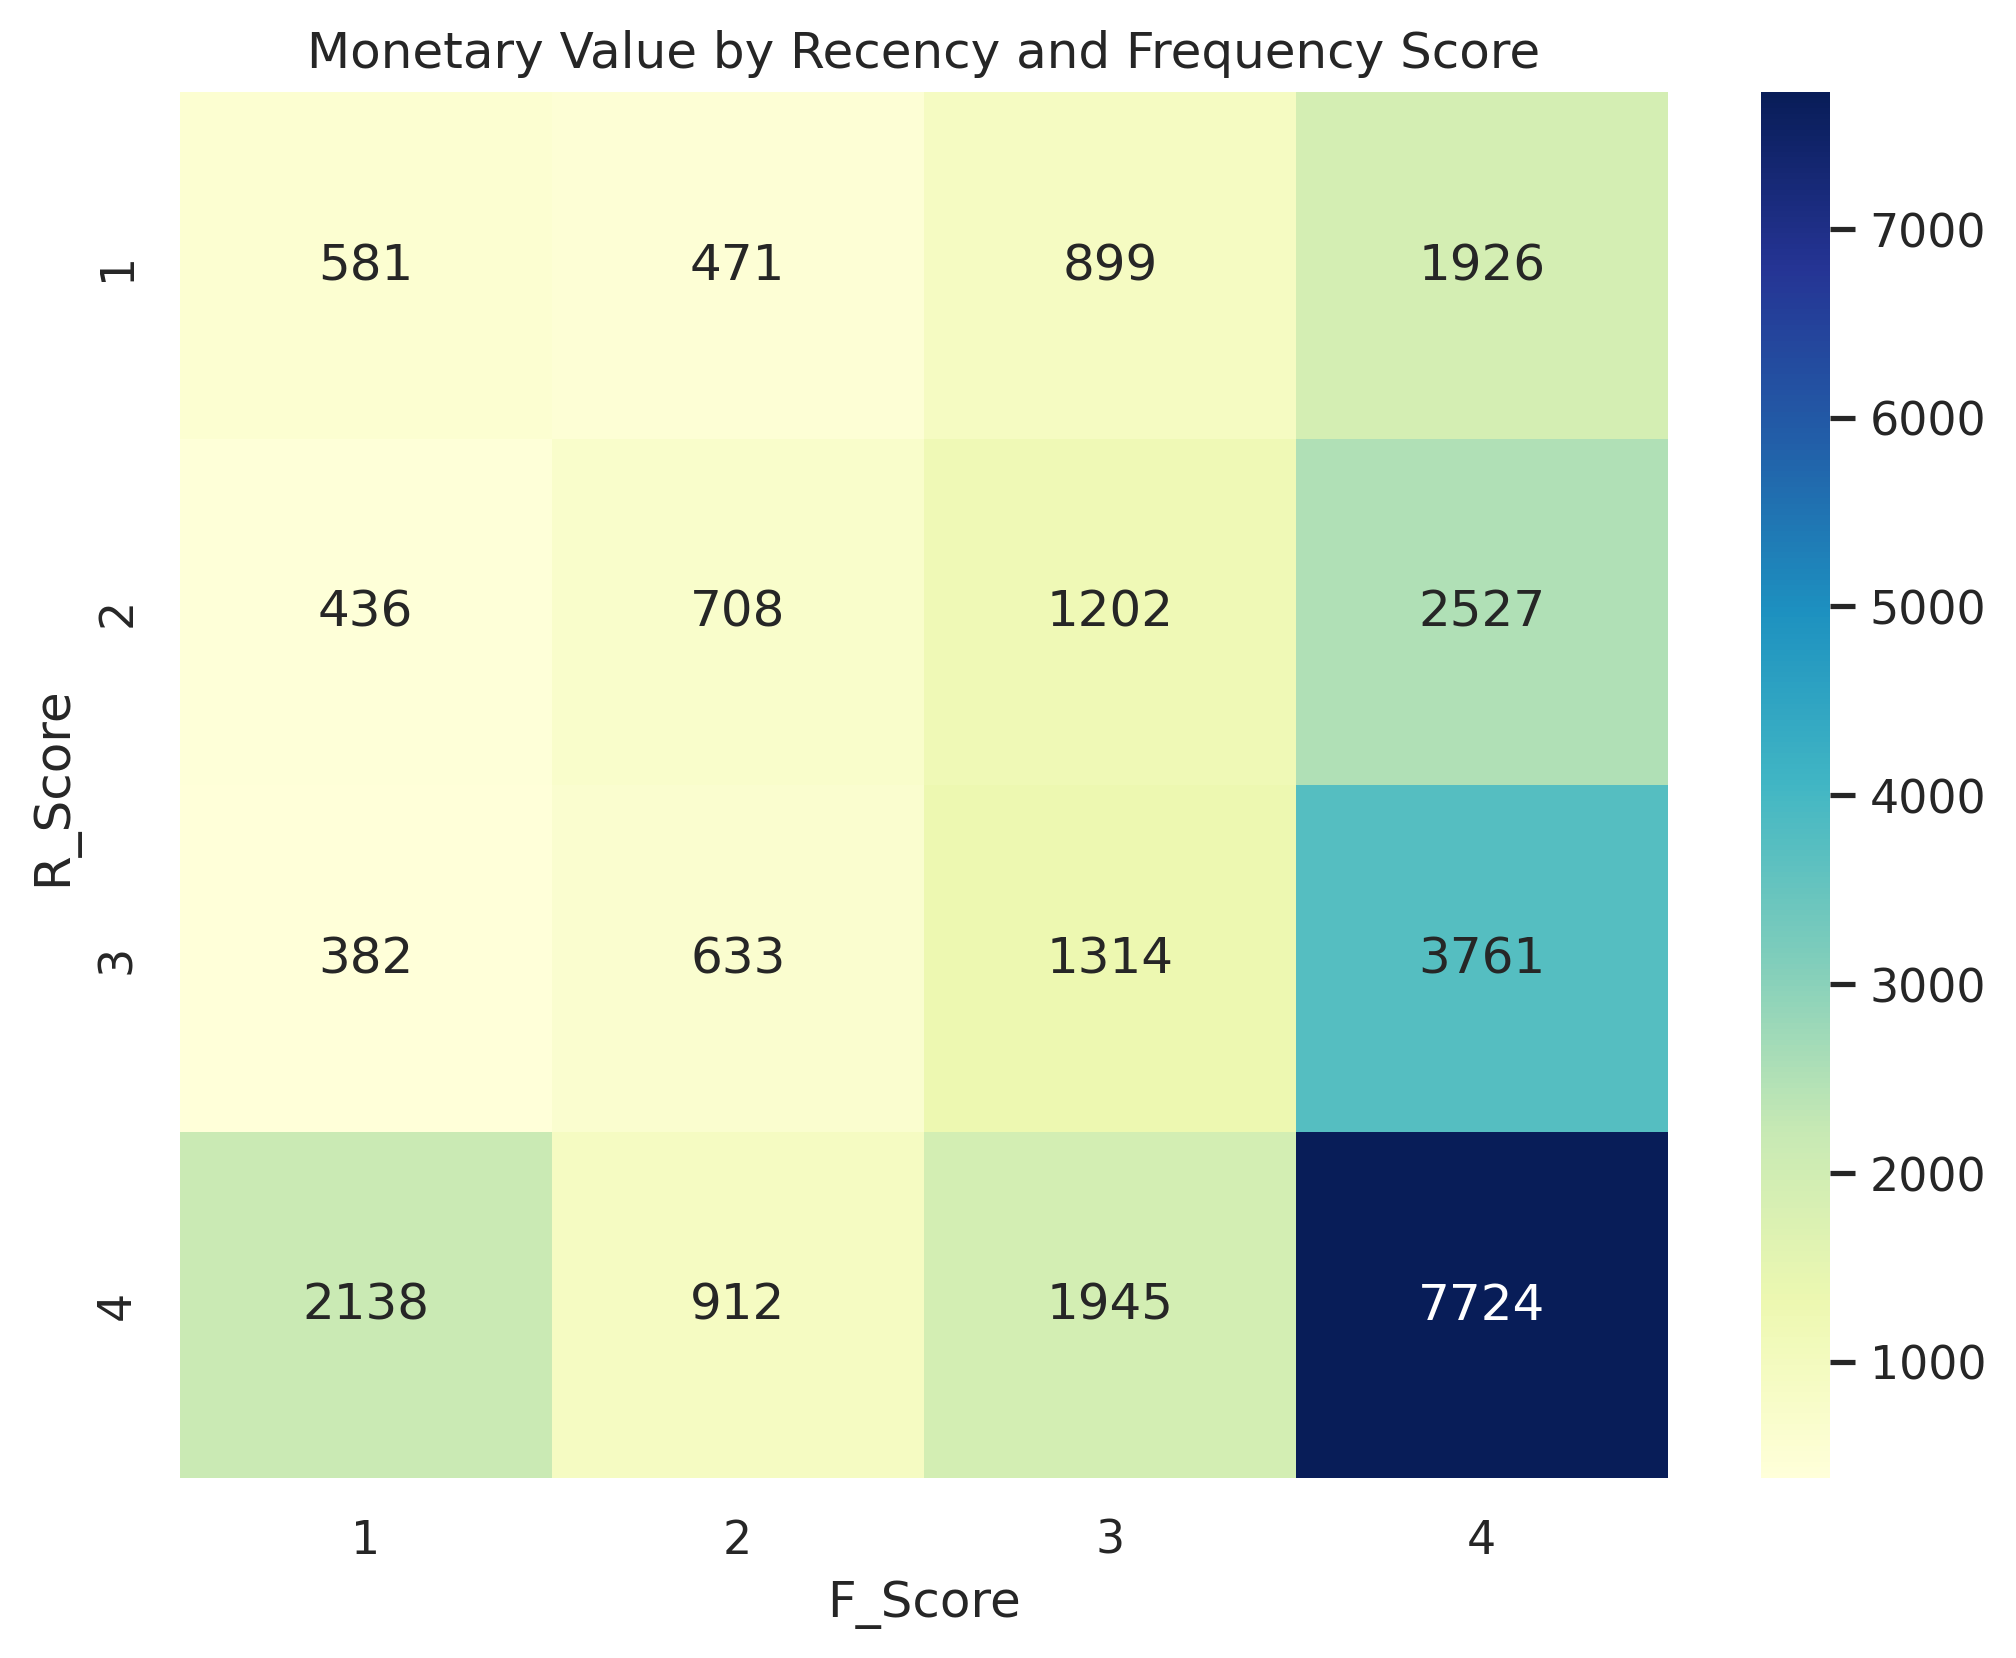 Monetary Value by Recency and Frequency Score
R_Score
1
581 471 899 1926
2
436 708 1202 2527
3
382 633 1314 3761
4
2138 912 1945 7724
1 2 3 4
F_Score
7000
6000
5000
4000
3000
2000
1000